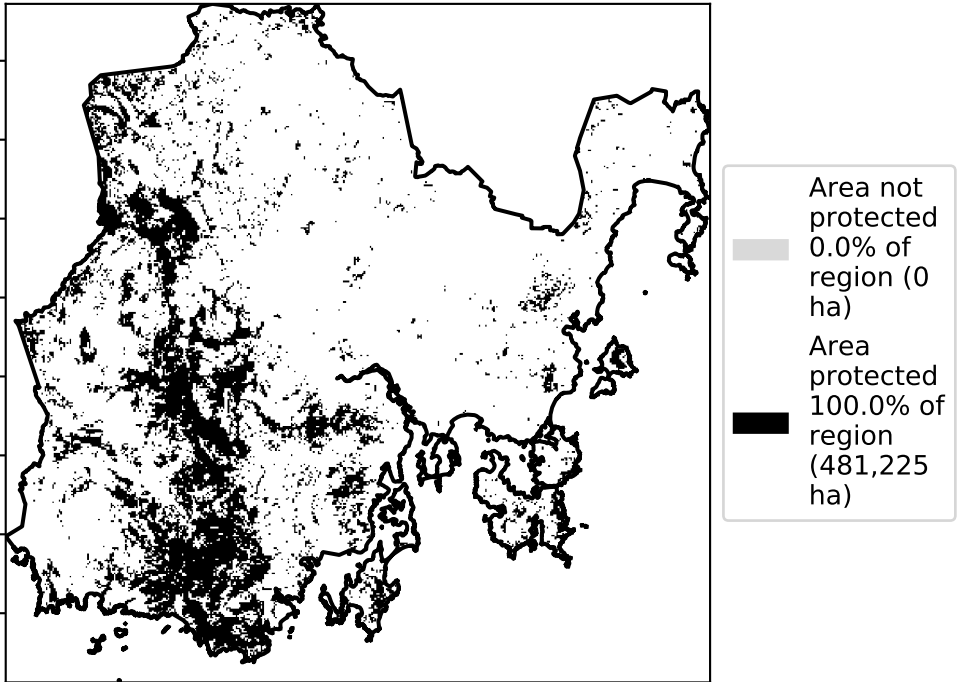 Area not
protected
0.0% of
region (0
ha)
Area
protected
100.0% of
region
(481,225
ha)